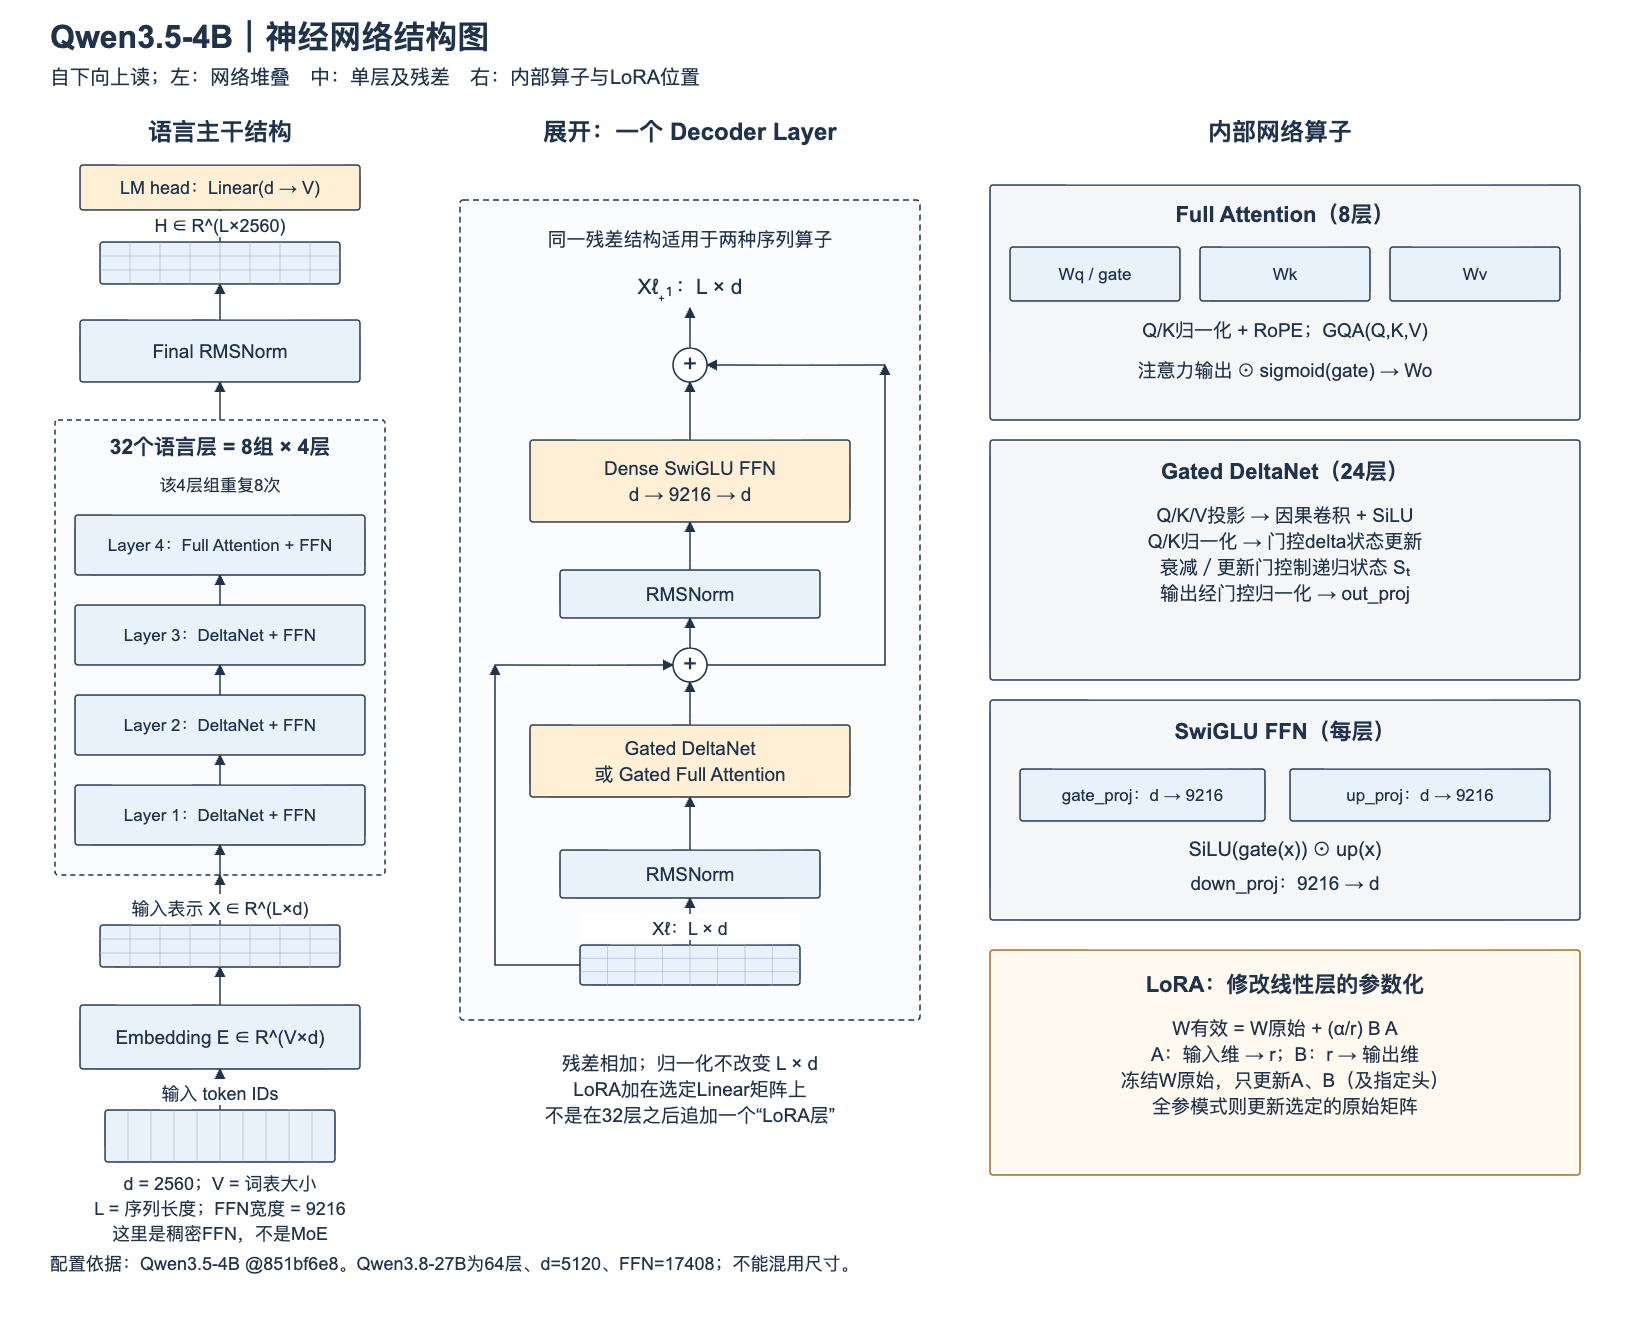 Qwen3.5-4B｜神经网络结构图
自下向上读；左：网络堆叠　中：单层及残差　右：内部算子与LoRA位置
语言主干结构
LM head：Linear(d → V)
H ∈ R^(L×2560)
Final RMSNorm
32个语言层 = 8组 × 4层
该4层组重复8次
Layer 4：Full Attention + FFN
Layer 3：DeltaNet + FFN
Layer 2：DeltaNet + FFN
Layer 1：DeltaNet + FFN
输入表示 X ∈ R^(L×d)
Embedding E ∈ R^(V×d)
输入 token IDs
d = 2560；V = 词表大小
L = 序列长度；FFN宽度 = 9216
这里是稠密FFN，不是MoE
展开：一个 Decoder Layer
同一残差结构适用于两种序列算子
Xℓ₊₁：L × d
+
Dense SwiGLU FFN
d → 9216 → d
RMSNorm
+
Gated DeltaNet
或 Gated Full Attention
RMSNorm
Xℓ：L × d
残差相加；归一化不改变 L × d
LoRA加在选定Linear矩阵上
不是在32层之后追加一个“LoRA层”
内部网络算子
Full Attention（8层）
Wq / gate
Wk
Wv
Q/K归一化 + RoPE；GQA(Q,K,V)
注意力输出 ⊙ sigmoid(gate) → Wo
Gated DeltaNet（24层）
Q/K/V投影 → 因果卷积 + SiLU
Q/K归一化 → 门控delta状态更新
衰减 / 更新门控制递归状态 Sₜ
输出经门控归一化 → out_proj
SwiGLU FFN（每层）
gate_proj：d → 9216
up_proj：d → 9216
SiLU(gate(x)) ⊙ up(x)
down_proj：9216 → d
LoRA：修改线性层的参数化
W有效 = W原始 + (α/r) B A
A：输入维 → r；B：r → 输出维
冻结W原始，只更新A、B（及指定头）
全参模式则更新选定的原始矩阵
配置依据：Qwen3.5-4B @851bf6e8。Qwen3.8-27B为64层、d=5120、FFN=17408；不能混用尺寸。